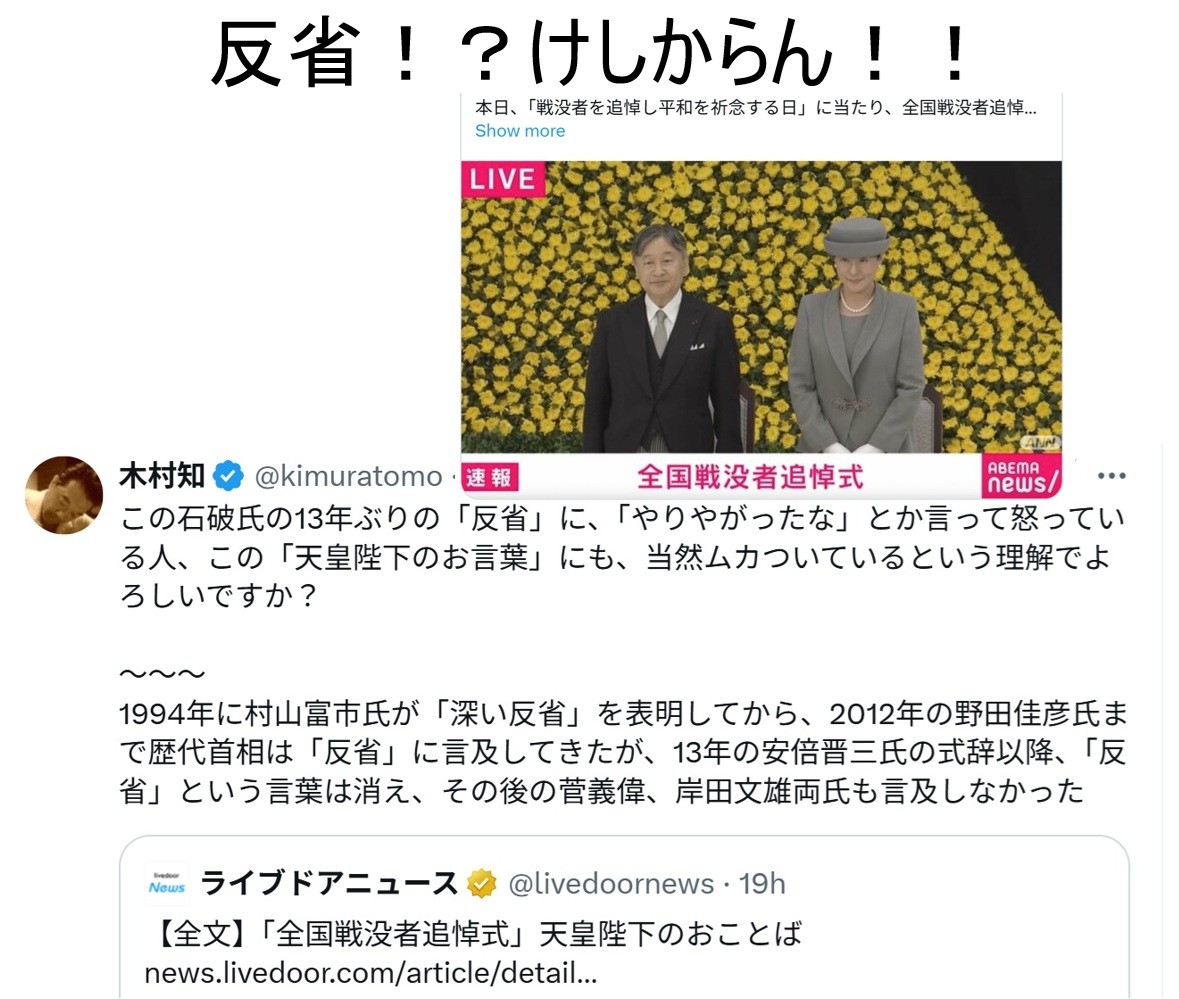 反省！？けしからん！！
本日、「戦没者を追悼し平和を祈念する日」に当たり、全国戦没者追悼...
Show more
LIVE
ANN
速報
全国戦没者追悼式
ABEMA
news/
木村知 @kimuratomo ·
この石破氏の13年ぶりの「反省」に、「やりやがったな」とか言って怒ってい
る人、この「天皇陛下のお言葉」にも、当然ムカついているという理解でよ
ろしいですか？
〜〜〜
1994年に村山富市氏が「深い反省」を表明してから、2012年の野田佳彦氏ま
で歴代首相は「反省」に言及してきたが、13年の安倍晋三氏の式辞以降、「反
省」という言葉は消え、その後の菅義偉、岸田文雄両氏も言及しなかった
livedoor
News
ライブドアニュース @livedoornews · 19h
【全文】「全国戦没者追悼式」天皇陛下のおことば
news.livedoor.com/article/detail...